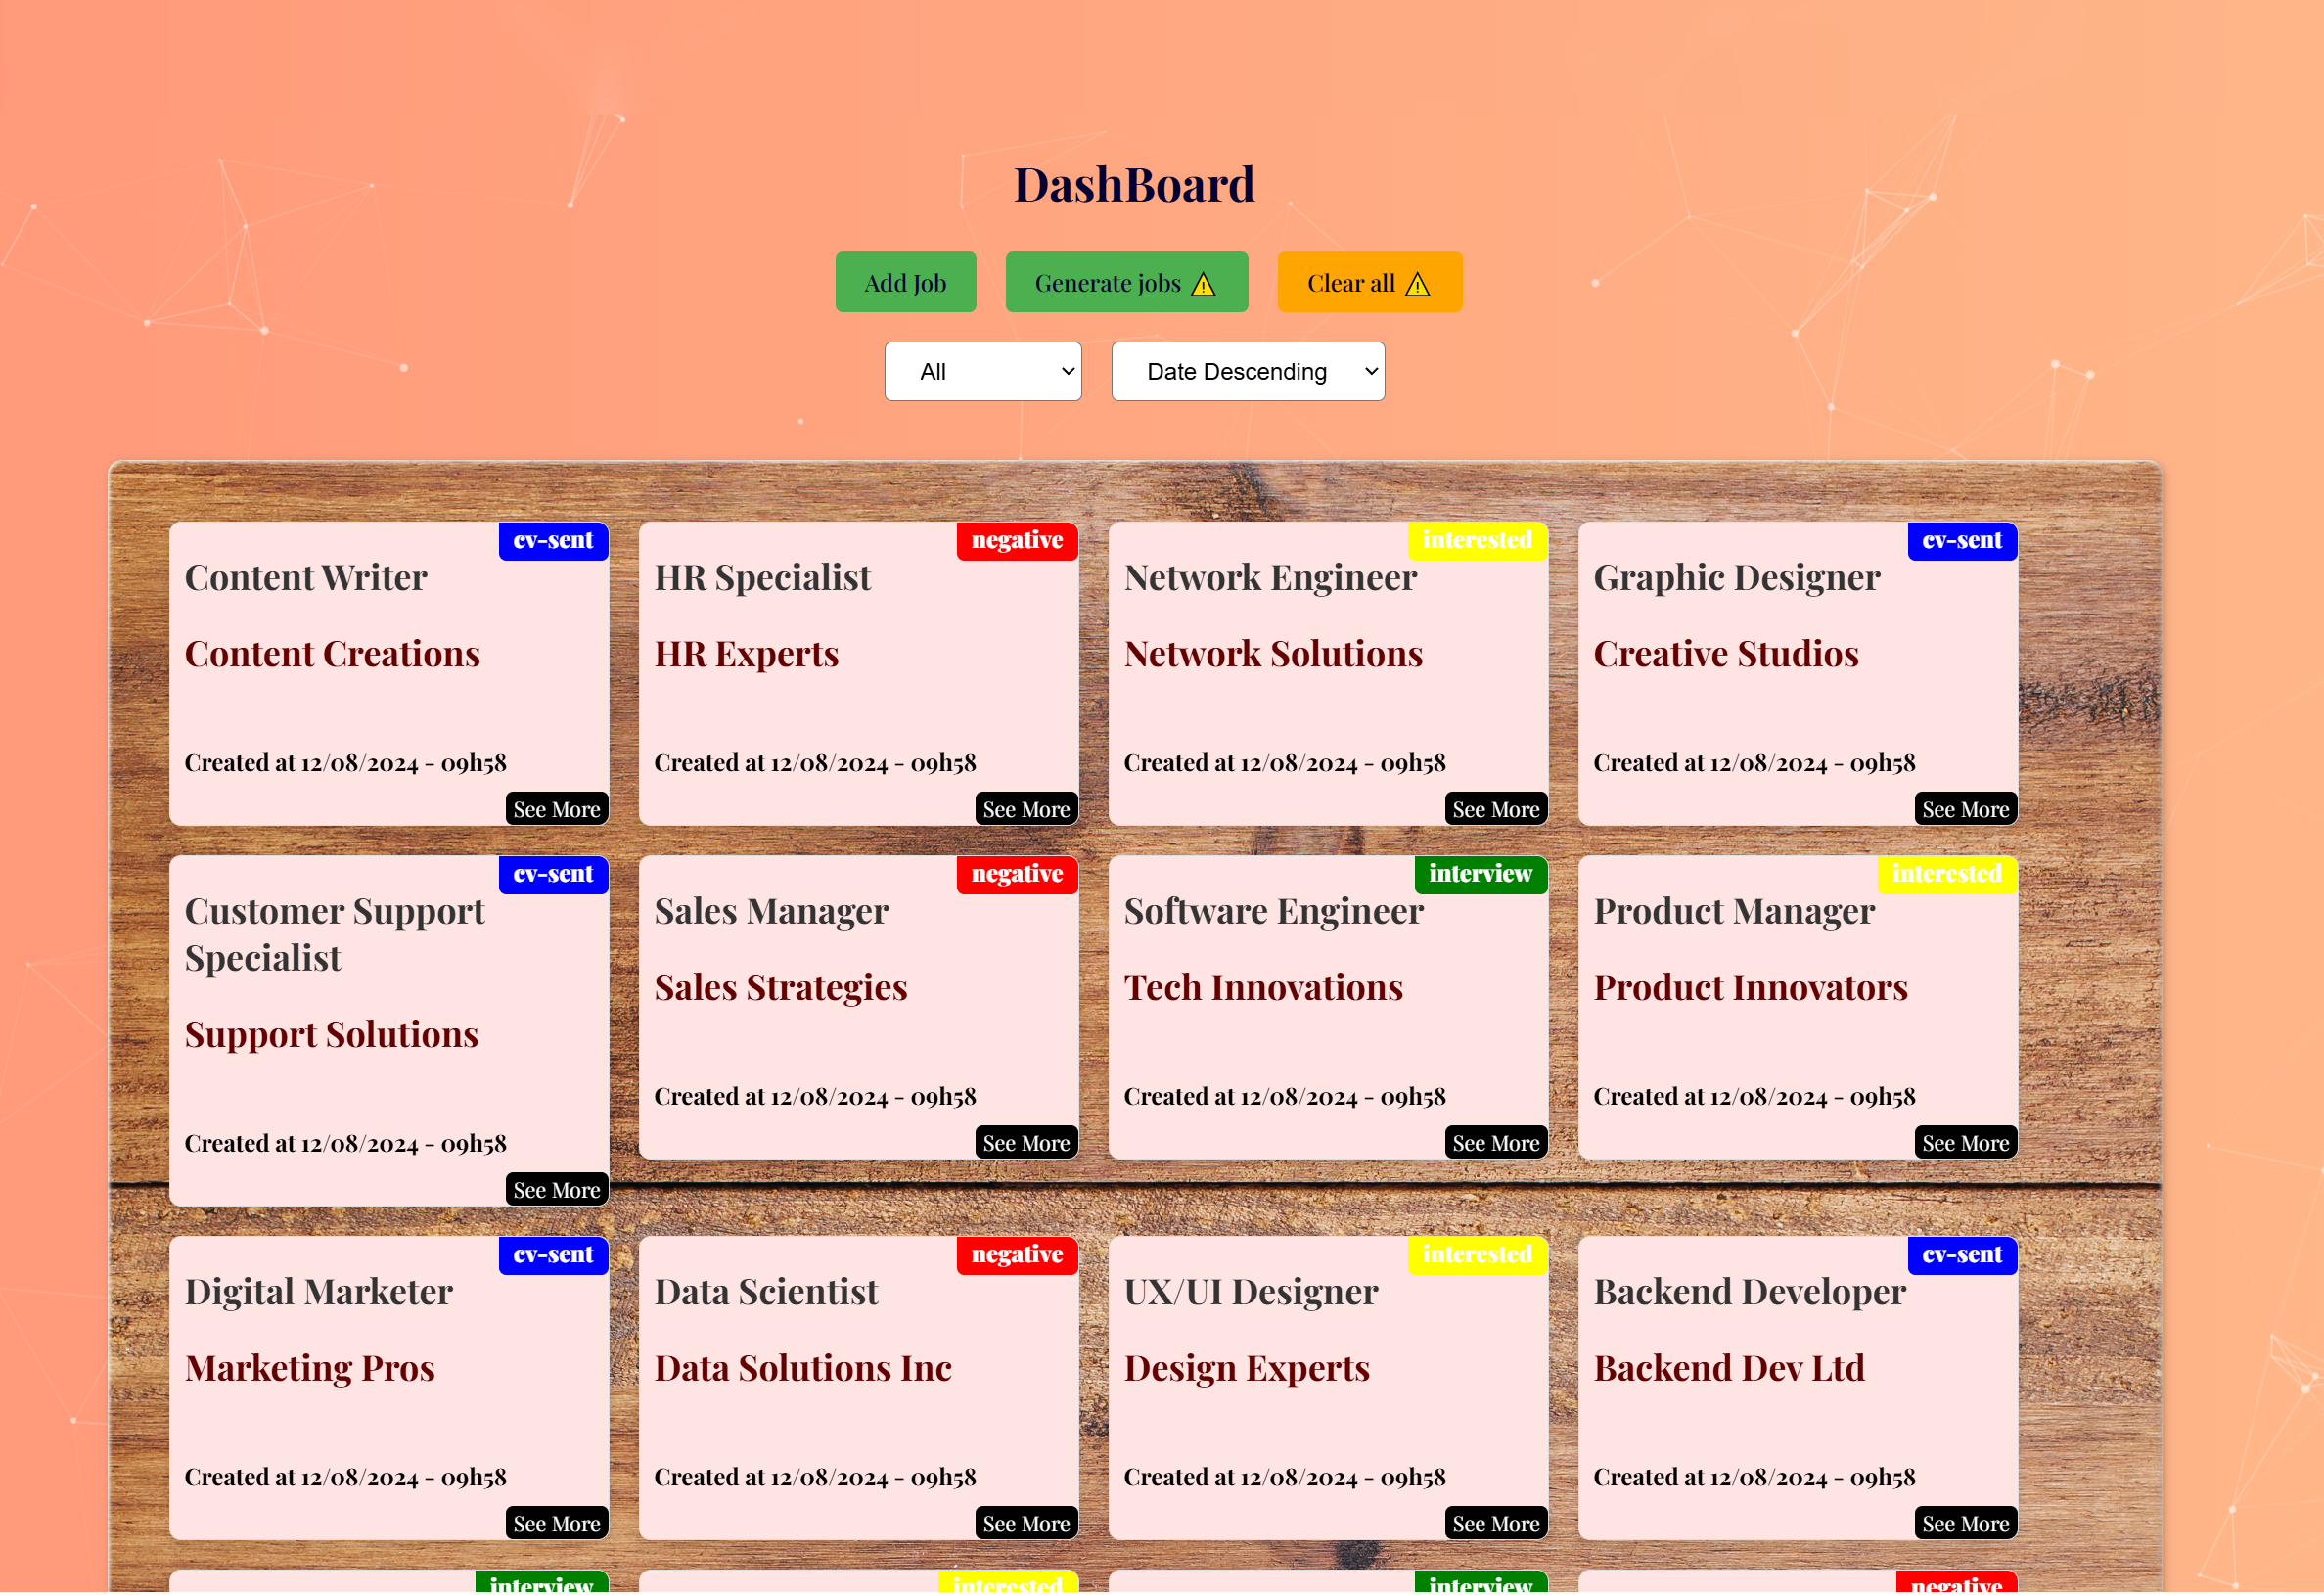 DashBoard
Add Job
Generate jobs ⚠
Clear all ⚠
All
Date Descending
cv-sent
Content Writer
Content Creations
Created at 12/08/2024 - 09h58
See More
negative
HR Specialist
HR Experts
Created at 12/08/2024 - 09h58
See More
interested
Network Engineer
Network Solutions
Created at 12/08/2024 - 09h58
See More
cv-sent
Graphic Designer
Creative Studios
Created at 12/08/2024 - 09h58
See More
cv-sent
Customer Support
Specialist
Support Solutions
Created at 12/08/2024 - 09h58
See More
negative
Sales Manager
Sales Strategies
Created at 12/08/2024 - 09h58
See More
interview
Software Engineer
Tech Innovations
Created at 12/08/2024 - 09h58
See More
interested
Product Manager
Product Innovators
Created at 12/08/2024 - 09h58
See More
cv-sent
Digital Marketer
Marketing Pros
Created at 12/08/2024 - 09h58
See More
negative
Data Scientist
Data Solutions Inc
Created at 12/08/2024 - 09h58
See More
interested
UX/UI Designer
Design Experts
Created at 12/08/2024 - 09h58
See More
cv-sent
Backend Developer
Backend Dev Ltd
Created at 12/08/2024 - 09h58
See More
interview
interested
interview
negative